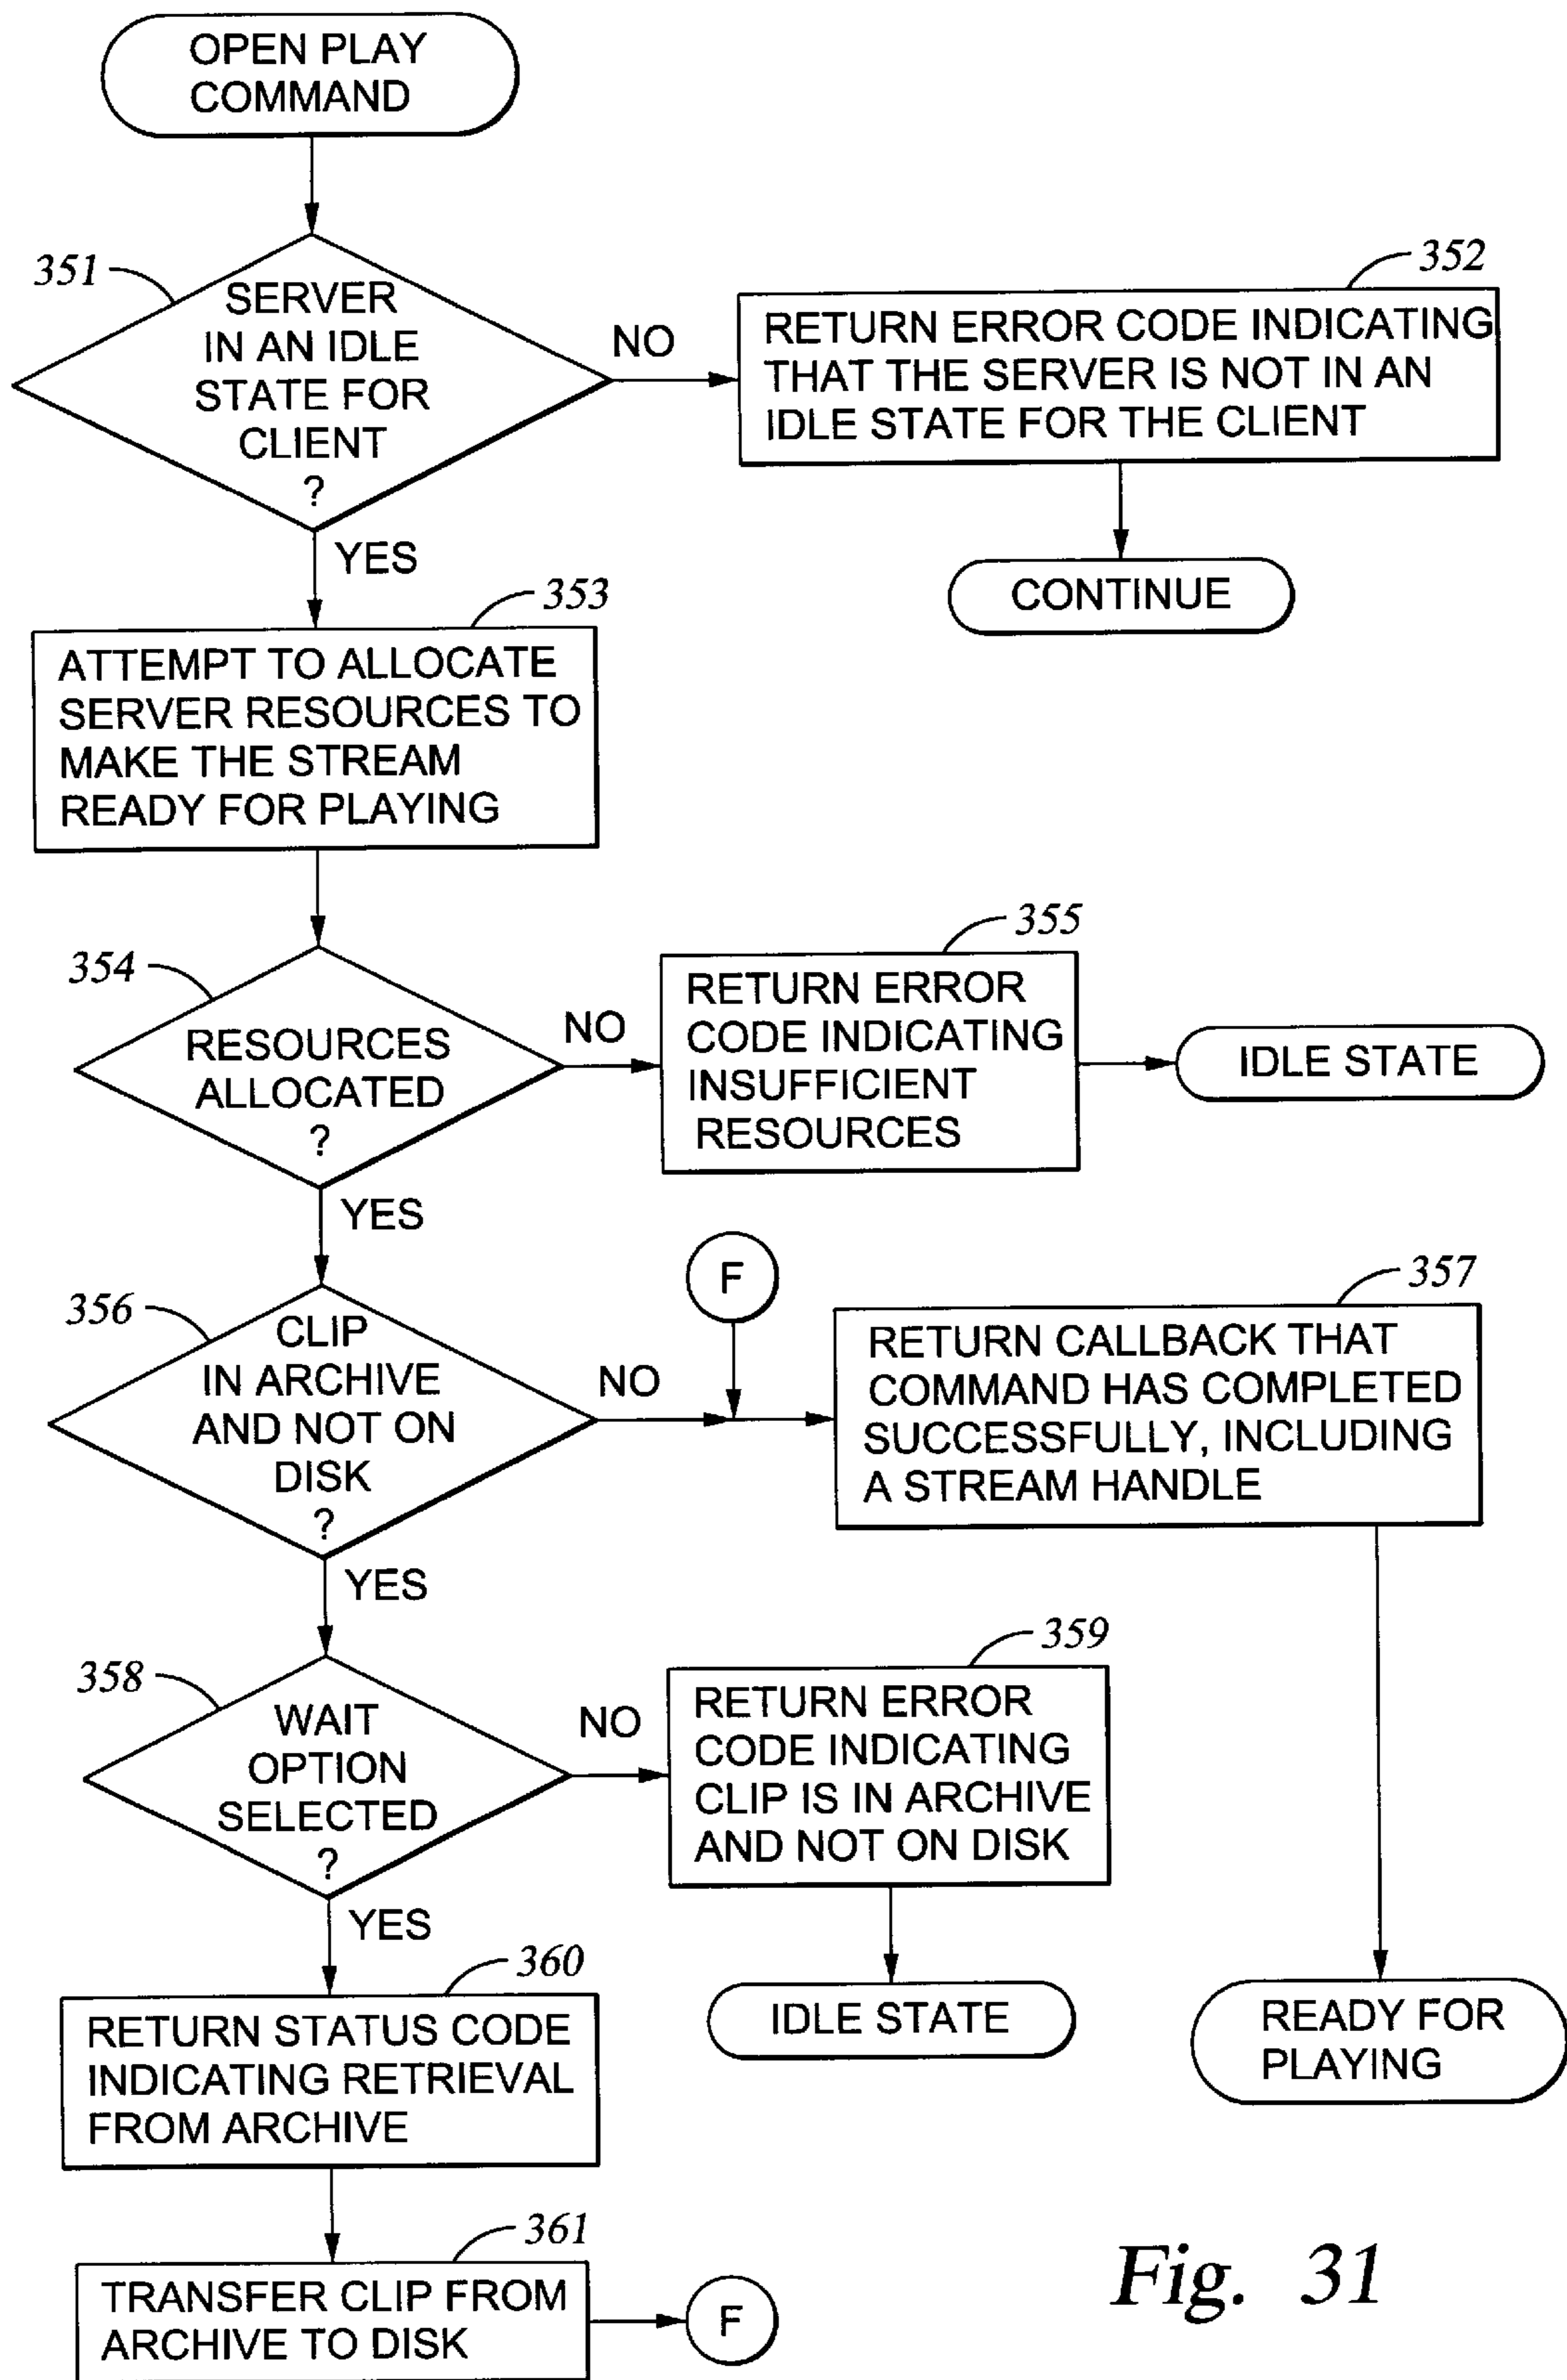 OPEN PLAY
COMMAND
351
SERVER
IN AN IDLE
STATE FOR
CLIENT
?
NO
352
RETURN ERROR CODE INDICATING
THAT THE SERVER IS NOT IN AN
IDLE STATE FOR THE CLIENT
CONTINUE
YES
353
ATTEMPT TO ALLOCATE
SERVER RESOURCES TO
MAKE THE STREAM
READY FOR PLAYING
354
RESOURCES
ALLOCATED
?
NO
355
RETURN ERROR
CODE INDICATING
INSUFFICIENT
RESOURCES
IDLE STATE
YES
356
CLIP
IN ARCHIVE
AND NOT ON
DISK
?
NO
F
357
RETURN CALLBACK THAT
COMMAND HAS COMPLETED
SUCCESSFULLY, INCLUDING
A STREAM HANDLE
YES
358
WAIT
OPTION
SELECTED
?
NO
359
RETURN ERROR
CODE INDICATING
CLIP IS IN ARCHIVE
AND NOT ON DISK
IDLE STATE
READY FOR
PLAYING
YES
360
RETURN STATUS CODE
INDICATING RETRIEVAL
FROM ARCHIVE
361
TRANSFER CLIP FROM
ARCHIVE TO DISK
F
Fig. 31